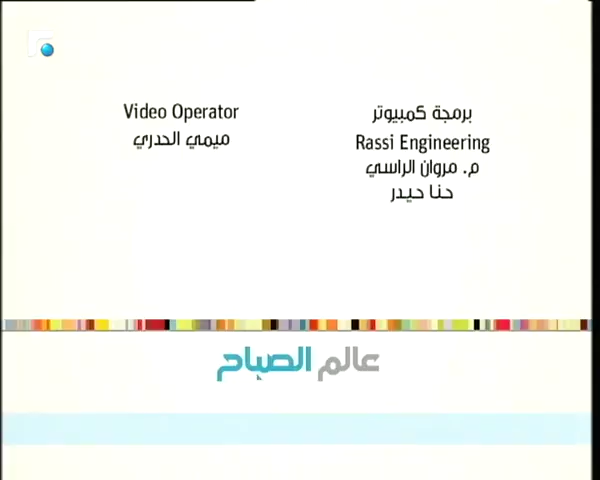 برمجة كمبيوتر
Rassi Engineering
م. مروان الراسي
حنا حيدر
Video Operator
ميمي الحدري
عالم الصباح